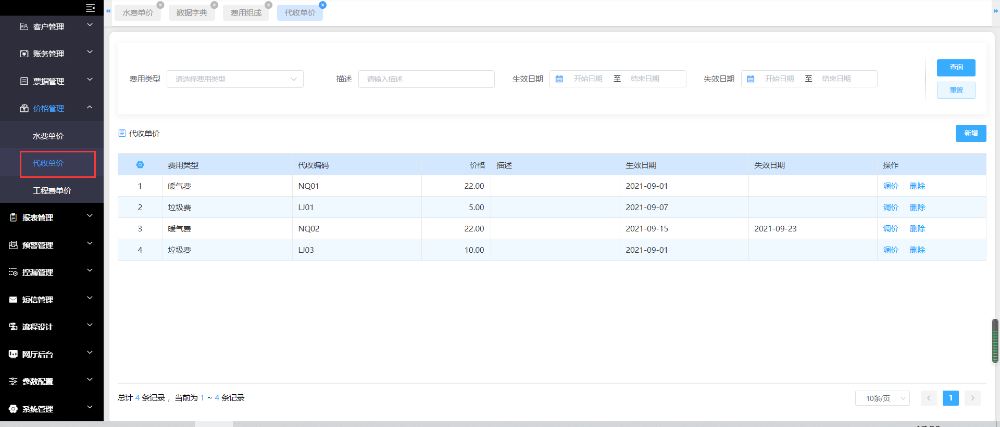 客户管理
账务管理
票据管理
价格管理
水费单价
代收单价
工程费单价
报表管理
预警管理
控漏管理
短信管理
流程设计
网厅后台
参数配置
系统管理
水费单价 数据字典 费用组成 代收单价
费用类型 请选择费用类型 描述 请输入描述 生效日期 开始日期 至 结束日期 失效日期 开始日期 至 结束日期
查询
重置
代收单价
新增
费用类型 代收编码 价格 描述 生效日期 失效日期 操作
1 暖气费 NQ01 22.00 2021-09-01 调价 删除
2 垃圾费 LJ01 5.00 2021-09-07 调价 删除
3 暖气费 NQ02 22.00 2021-09-15 2021-09-23 调价 删除
4 垃圾费 LJ03 10.00 2021-09-01 调价 删除
总计 4 条记录，当前为 1 ~ 4 条记录
10条/页 1